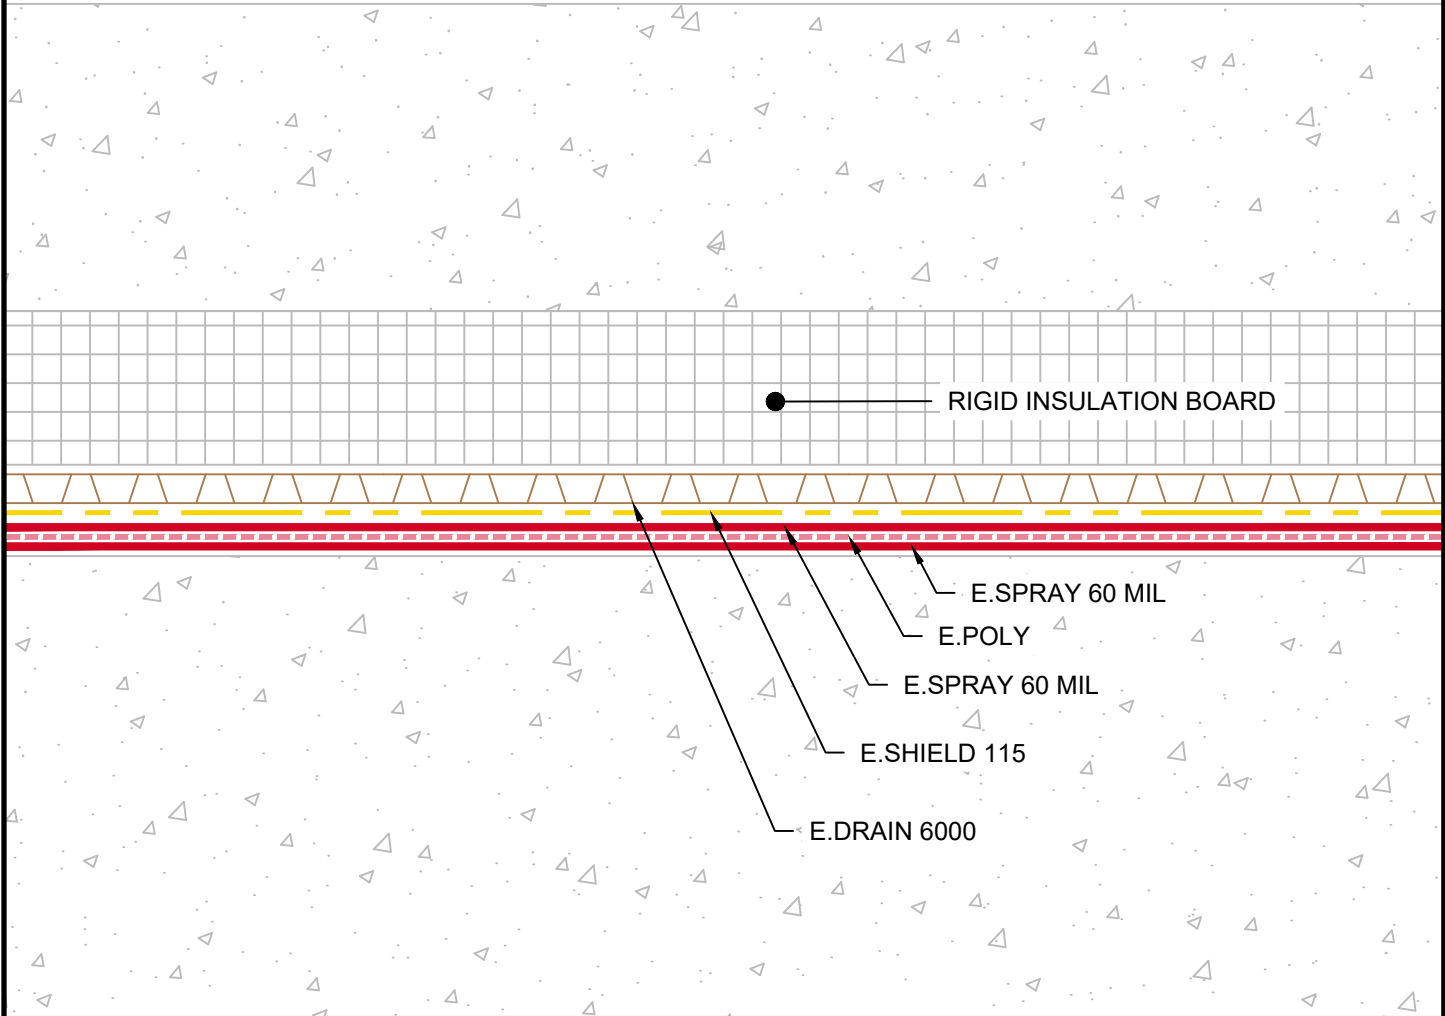 RIGID INSULATION BOARD
E.SPRAY 60 MIL
E.POLY
E.SPRAY 60 MIL
E.SHIELD 115
E.DRAIN 6000